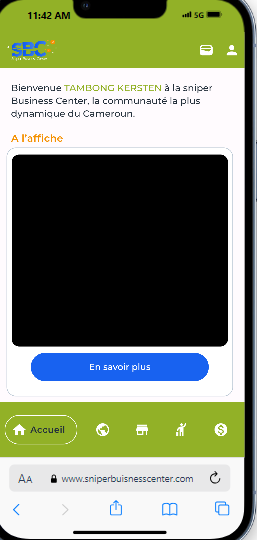 11:42 AM
5G
SBC
Bienvenue TAMBONG KERSTEN à la sniper
Business Center, la communauté la plus
dynamique du Cameroun.
A l'affiche
En savoir plus
Accueil
AA
www.sniperbuisnesscenter.com